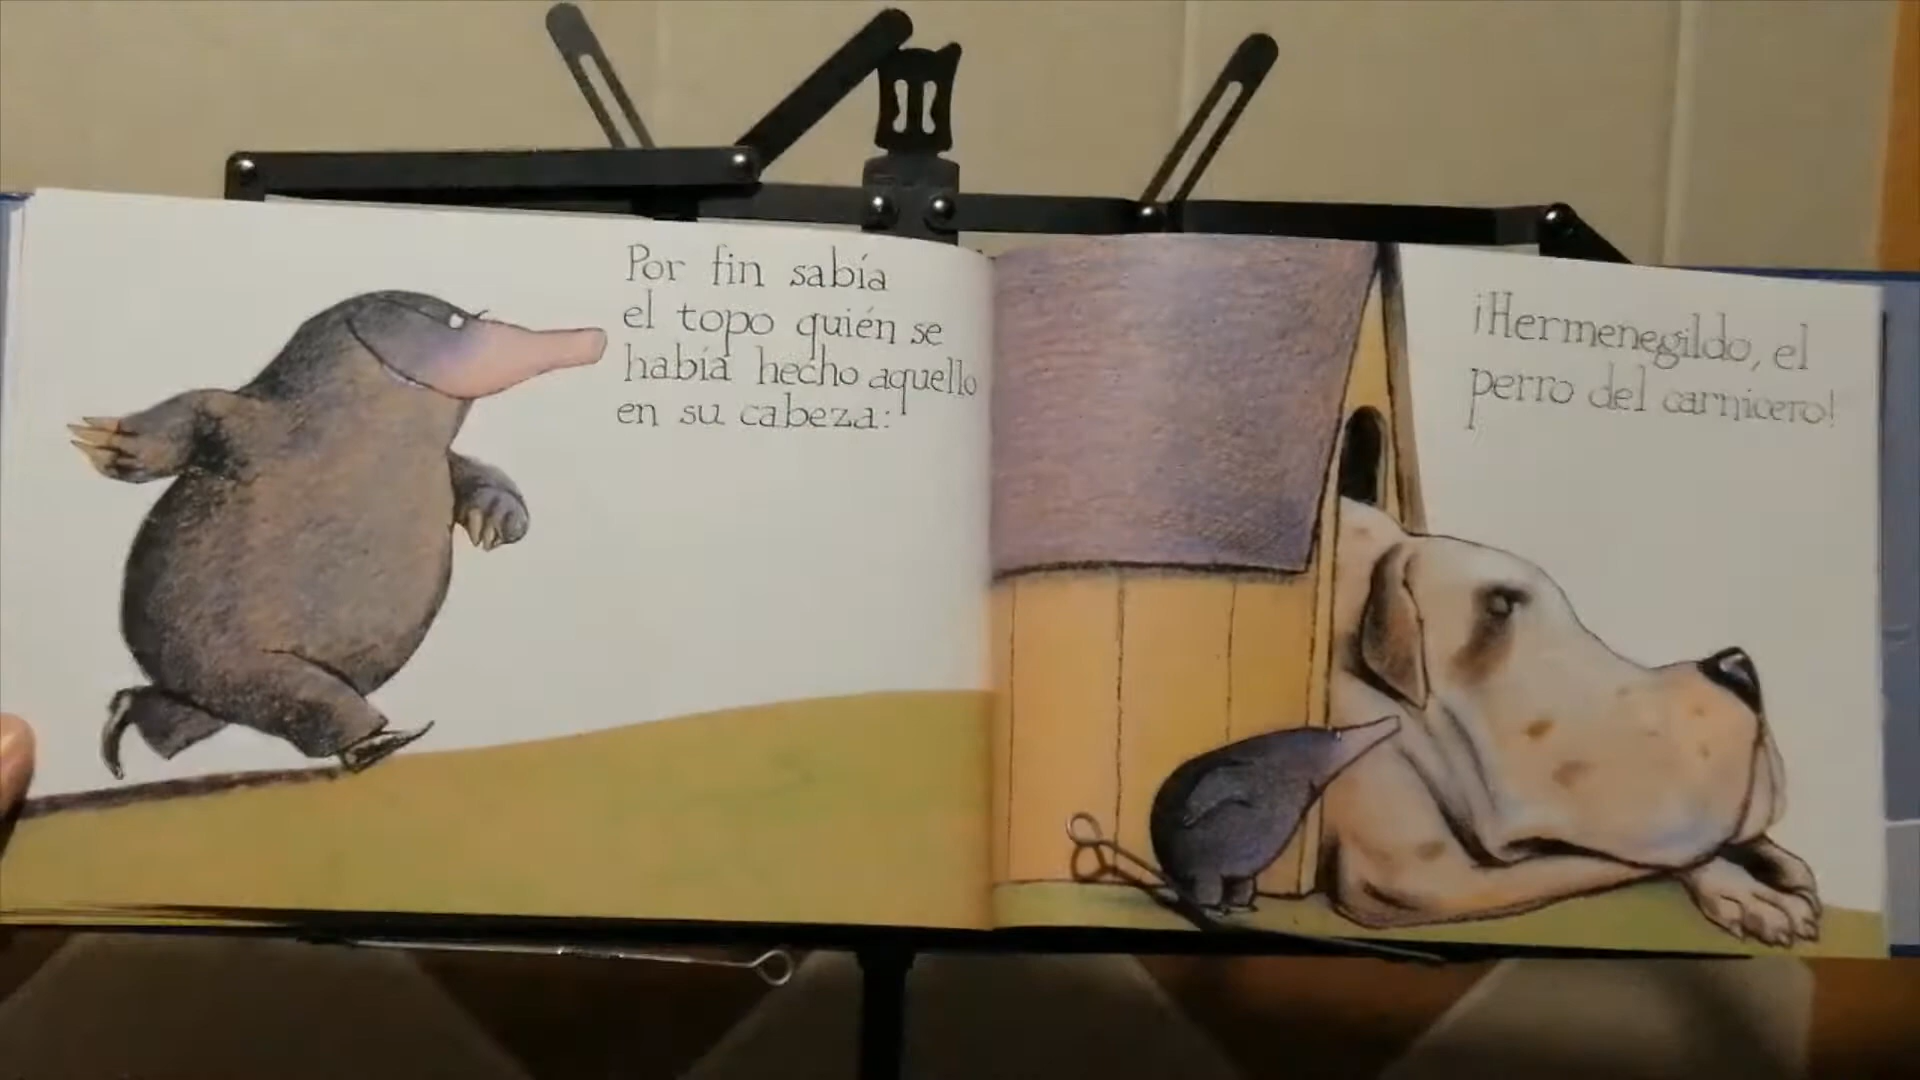 Por fin sabía
el topo quién se
había hecho aquello
en su cabeza:
¡Hermenegildo, el
perro del carnicero!